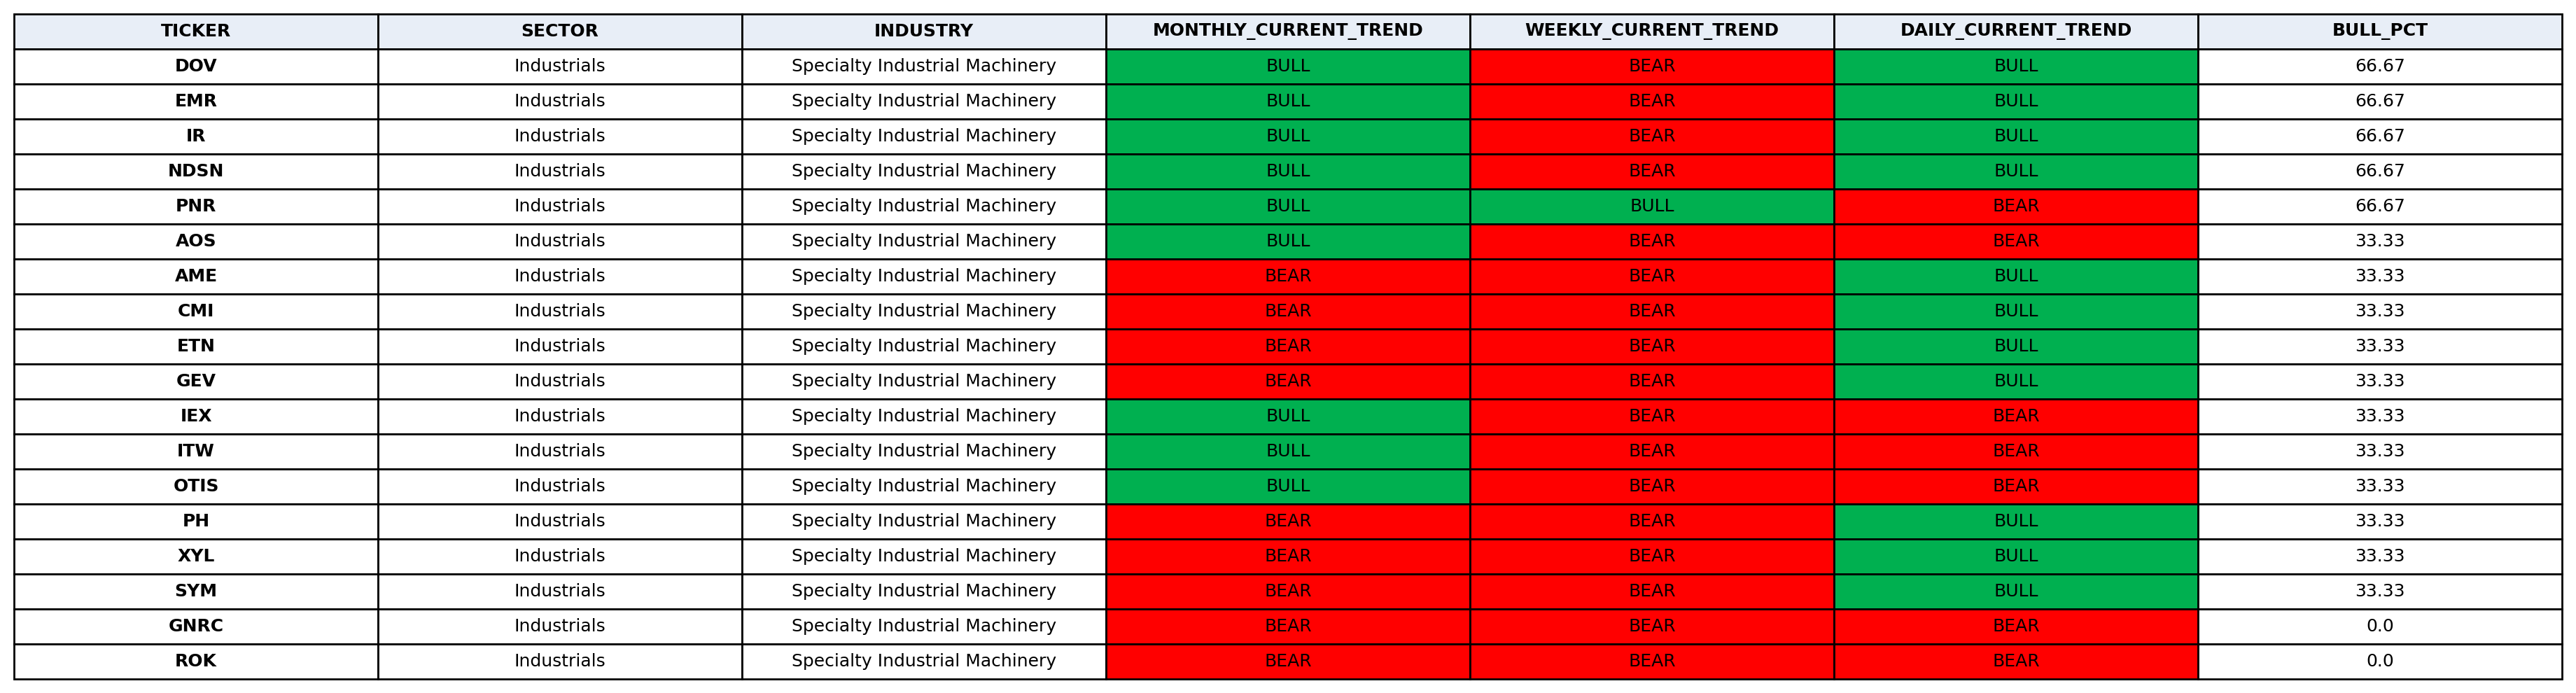 TICKER SECTOR INDUSTRY MONTHLY_CURRENT_TREND WEEKLY_CURRENT_TREND DAILY_CURRENT_TREND BULL_PCT
DOV Industrials Specialty Industrial Machinery BULL BEAR BULL 66.67
EMR Industrials Specialty Industrial Machinery BULL BEAR BULL 66.67
IR Industrials Specialty Industrial Machinery BULL BEAR BULL 66.67
NDSN Industrials Specialty Industrial Machinery BULL BEAR BULL 66.67
PNR Industrials Specialty Industrial Machinery BULL BULL BEAR 66.67
AOS Industrials Specialty Industrial Machinery BULL BEAR BEAR 33.33
AME Industrials Specialty Industrial Machinery BEAR BEAR BULL 33.33
CMI Industrials Specialty Industrial Machinery BEAR BEAR BULL 33.33
ETN Industrials Specialty Industrial Machinery BEAR BEAR BULL 33.33
GEV Industrials Specialty Industrial Machinery BEAR BEAR BULL 33.33
IEX Industrials Specialty Industrial Machinery BULL BEAR BEAR 33.33
ITW Industrials Specialty Industrial Machinery BULL BEAR BEAR 33.33
OTIS Industrials Specialty Industrial Machinery BULL BEAR BEAR 33.33
PH Industrials Specialty Industrial Machinery BEAR BEAR BULL 33.33
XYL Industrials Specialty Industrial Machinery BEAR BEAR BULL 33.33
SYM Industrials Specialty Industrial Machinery BEAR BEAR BULL 33.33
GNRC Industrials Specialty Industrial Machinery BEAR BEAR BEAR 0.0
ROK Industrials Specialty Industrial Machinery BEAR BEAR BEAR 0.0